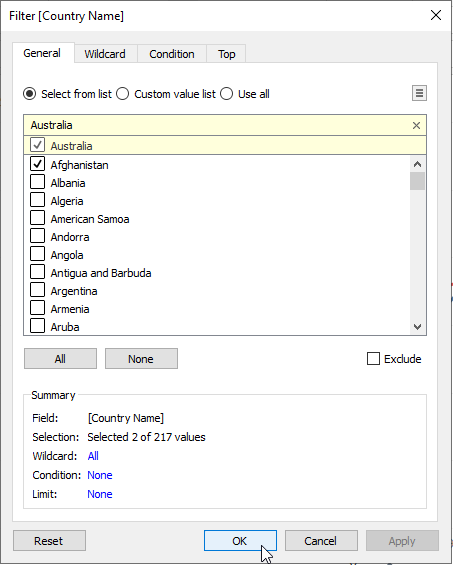 Filter [Country Name]
General Wildcard Condition Top
Select from list Custom value list Use all
Australia
Australia
Afghanistan
Albania
Algeria
American Samoa
Andorra
Angola
Antigua and Barbuda
Argentina
Armenia
Aruba
All None Exclude
Summary
Field: [Country Name]
Selection: Selected 2 of 217 values
Wildcard: All
Condition: None
Limit: None
Reset OK Cancel Apply